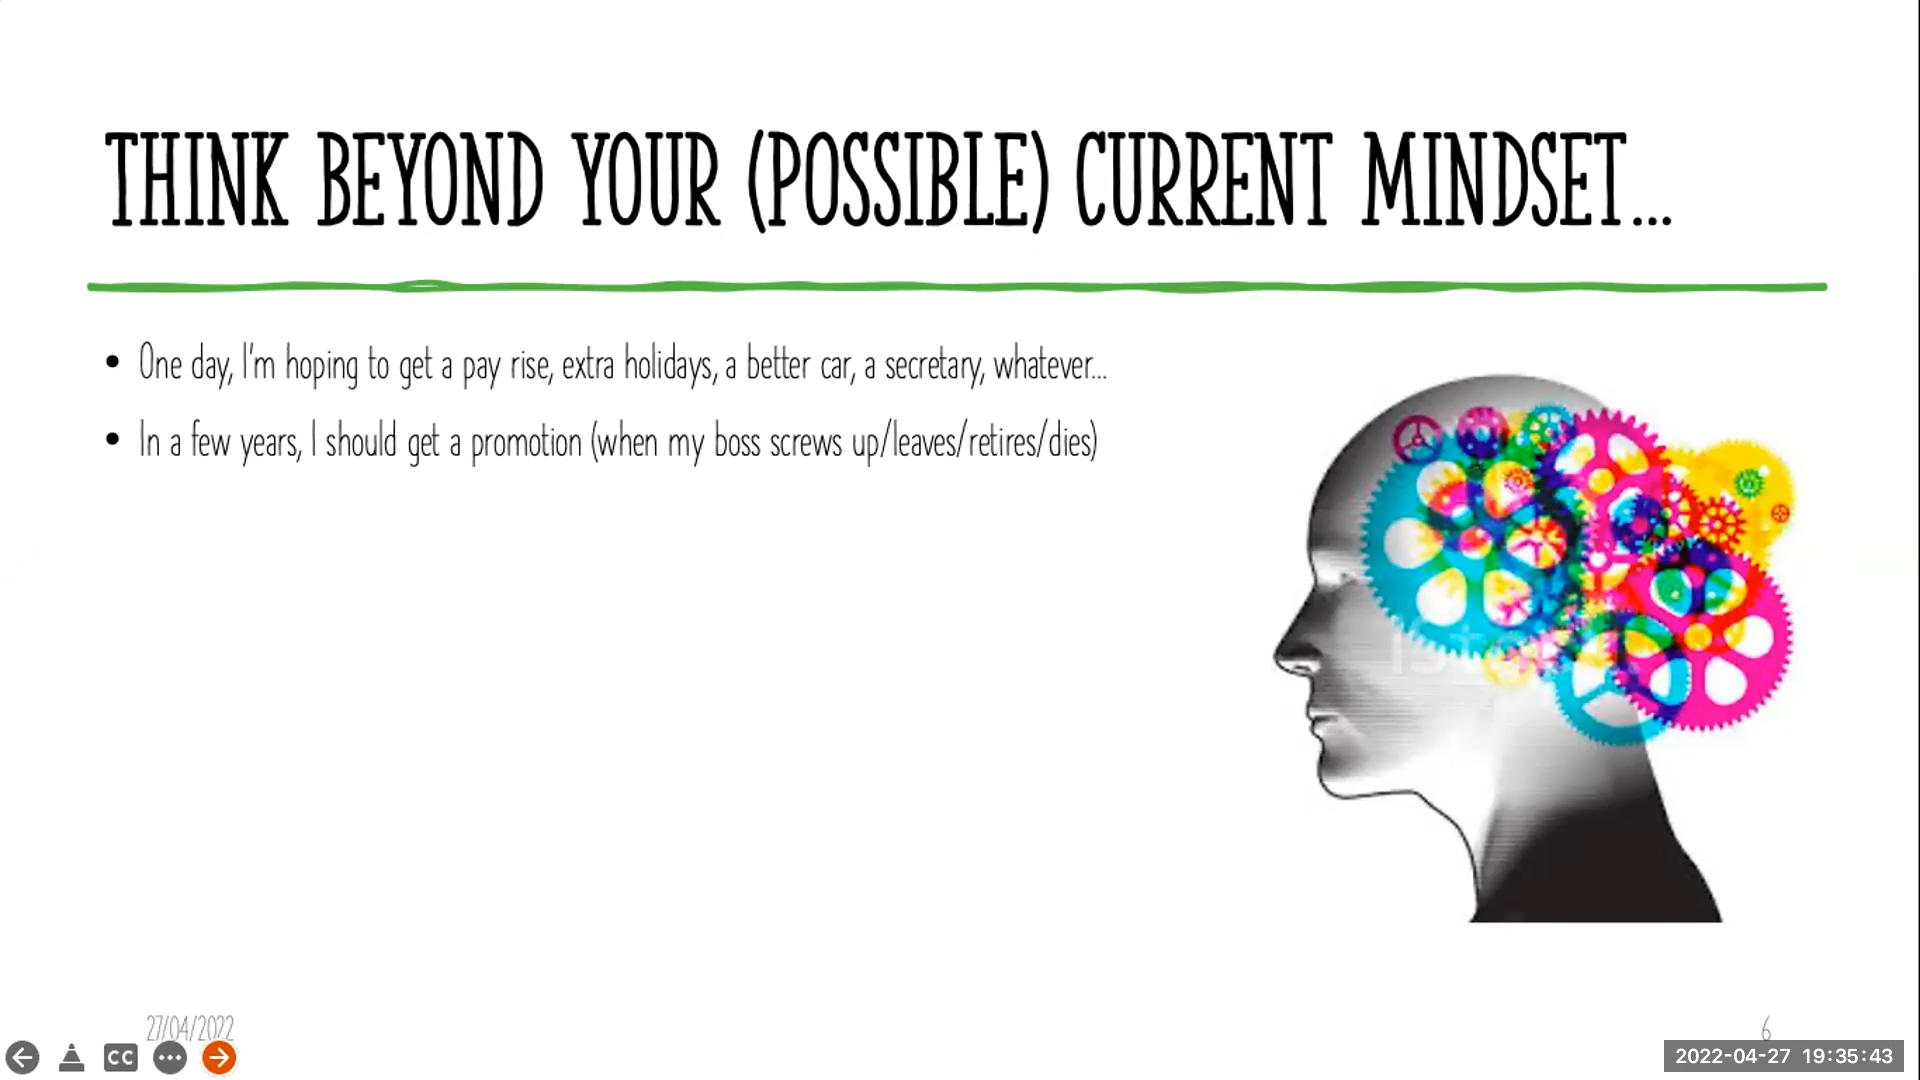 THINK BEYOND YOUR (POSSIBLE) CURRENT MINDSET...
• One day, I'm hoping to get a pay rise, extra holidays, a better car, a secretary, whatever...
• In a few years, I should get a promotion (when my boss screws up/leaves/retires/dies)
27/04/2022
6
CC
2022-04-27 19:35:43